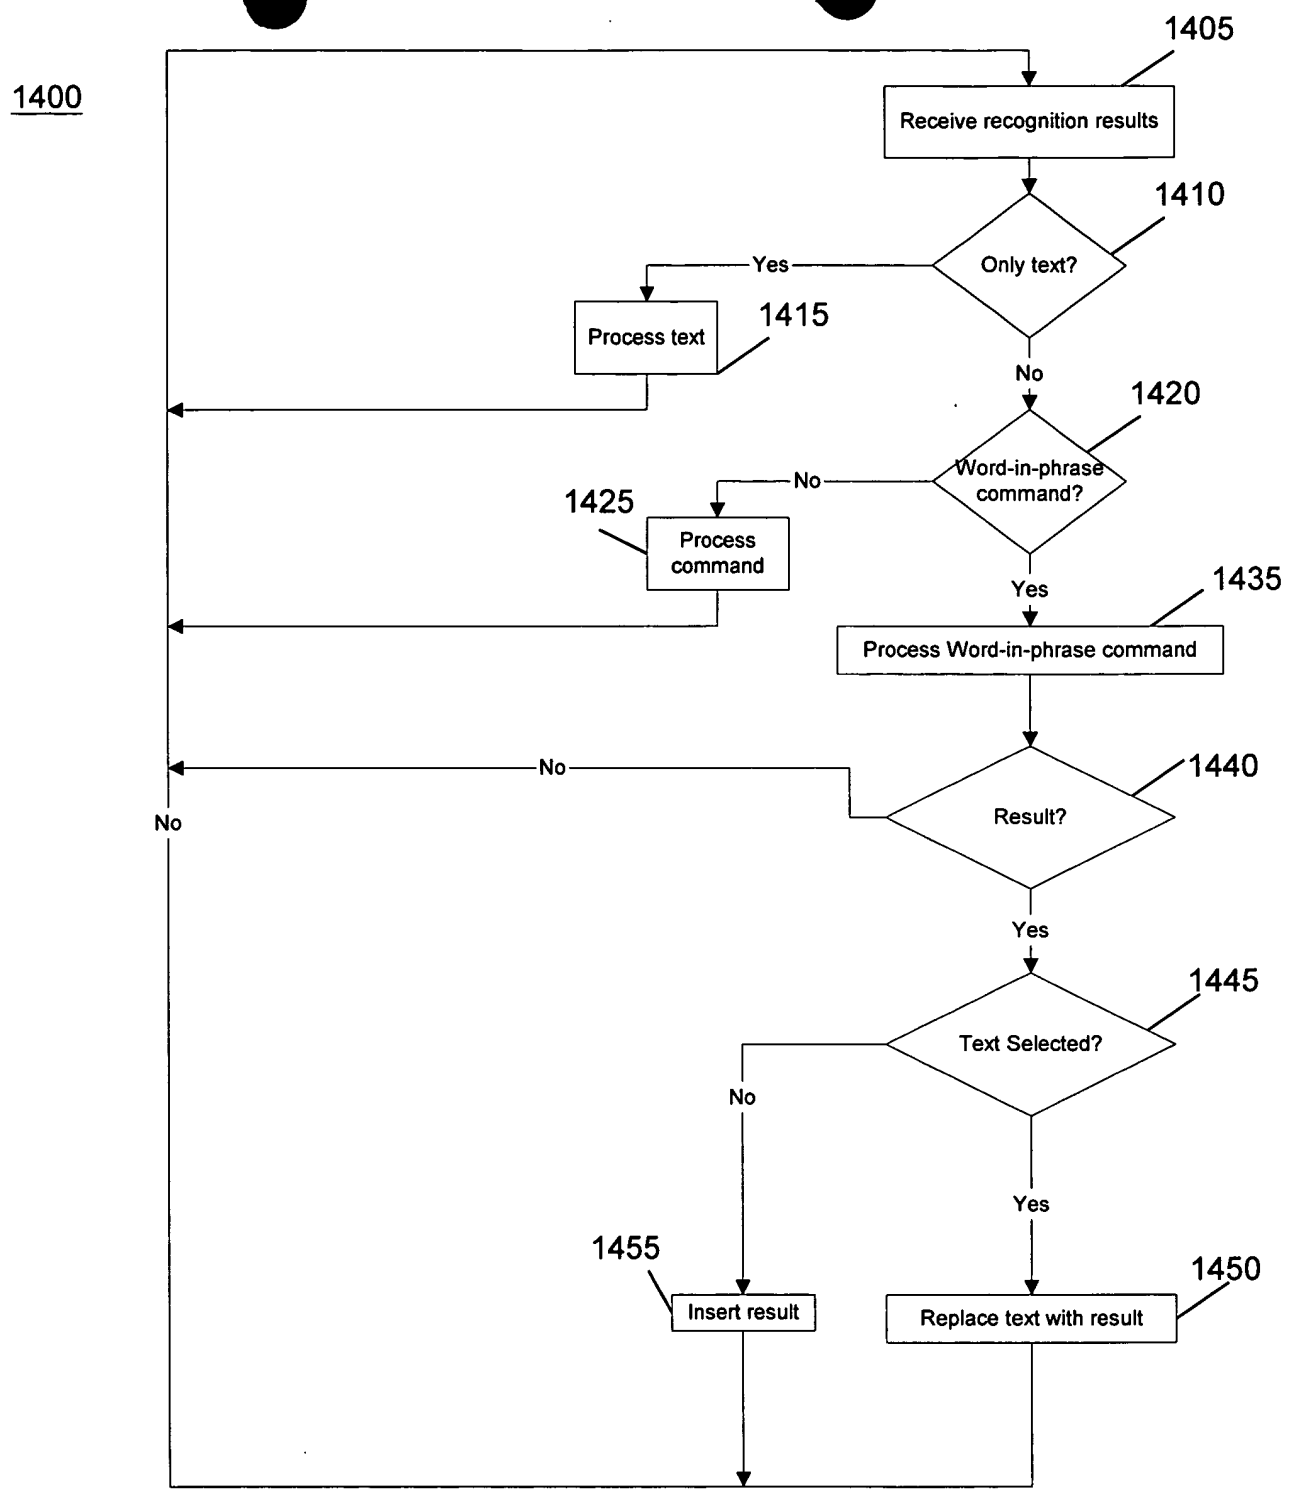 1405
1400
Receive recognition results
1410
Only text?
Yes
1415
Process text
No
1420
Word-in-phrase
command?
No
1425
Process
command
Yes
1435
Process Word-in-phrase command
1440
No
Result?
No
Yes
1445
Text Selected?
No
Yes
1455
1450
Insert result
Replace text with result